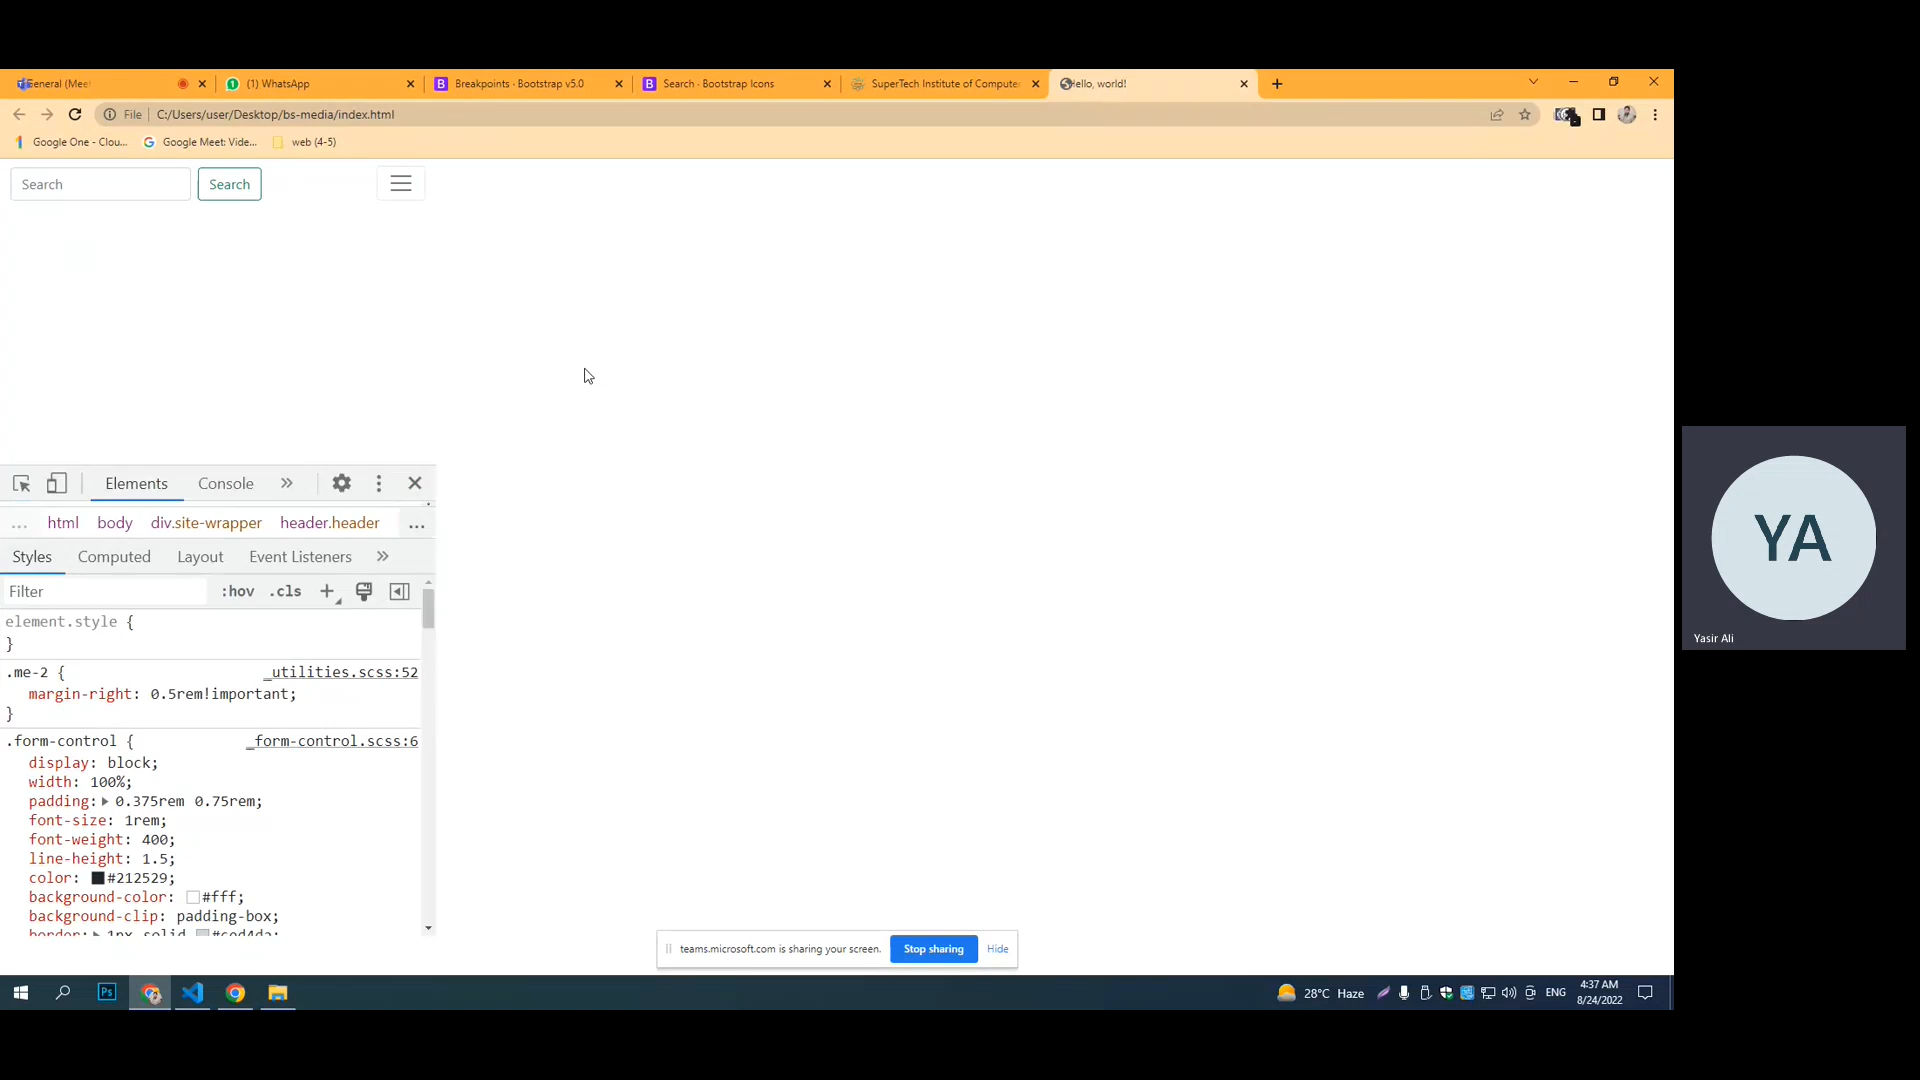 General (Meet
(1) WhatsApp
Breakpoints · Bootstrap v5.0
Search · Bootstrap Icons
SuperTech Institute of Compute
Hello, world!
File
C:/Users/user/Desktop/bs-media/index.html
Google One - Clou...
Google Meet: Vide...
web (4-5)
Search
Search
Elements
Console
...
html
body
div.site-wrapper
header.header
...
Styles
Computed
Layout
Event Listeners
Filter
:hov
.cls
element.style {
}
.me-2 {
_utilities.scss:52
margin-right: 0.5rem!important;
}
.form-control {
_form-control.scss:6
display: block;
width: 100%;
padding: 0.375rem 0.75rem;
font-size: 1rem;
font-weight: 400;
line-height: 1.5;
color: #212529;
background-color: #fff;
background-clip: padding-box;
border: 1px solid #ced4da;
teams.microsoft.com is sharing your screen.
Stop sharing
Hide
YA
Yasir Ali
Ps
28°C Haze
ENG
4:37 AM
8/24/2022